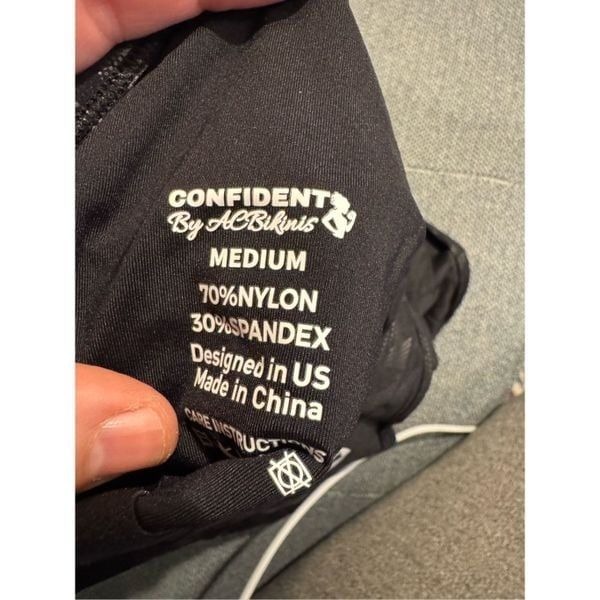 CONFIDENT
By ACBikinis
MEDIUM
70%NYLON
30%SPANDEX
Designed in US
Made in China
CARE INSTRUCTIONS